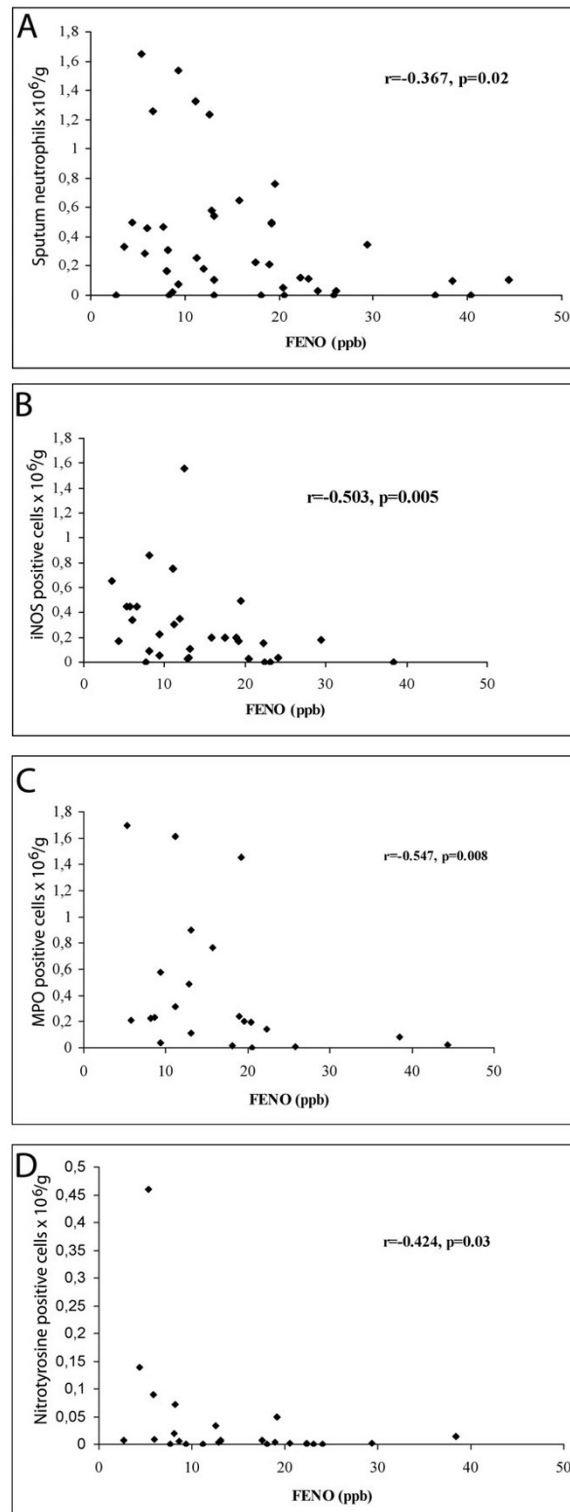 A
Sputum neutrophils x10⁶/g
1,8
1,6
1,4
1,2
1
0,8
0,6
0,4
0,2
0
r=-0.367, p=0.02
0 10 20 30 40 50
FENO (ppb)
B
iNOS positive cells x 10⁶/g
1,8
1,6
1,4
1,2
1
0,8
0,6
0,4
0,2
0
r=-0.503, p=0.005
0 10 20 30 40 50
FENO (ppb)
C
MPO positive cells x 10⁶/g
1,8
1,6
1,4
1,2
1
0,8
0,6
0,4
0,2
0
r=-0.547, p=0.008
0 10 20 30 40 50
FENO (ppb)
D
Nitrotyrosine positive cells x 10⁶/g
0,5
0,45
0,4
0,35
0,3
0,25
0,2
0,15
0,1
0,05
0
r=-0.424, p=0.03
0 10 20 30 40 50
FENO (ppb)